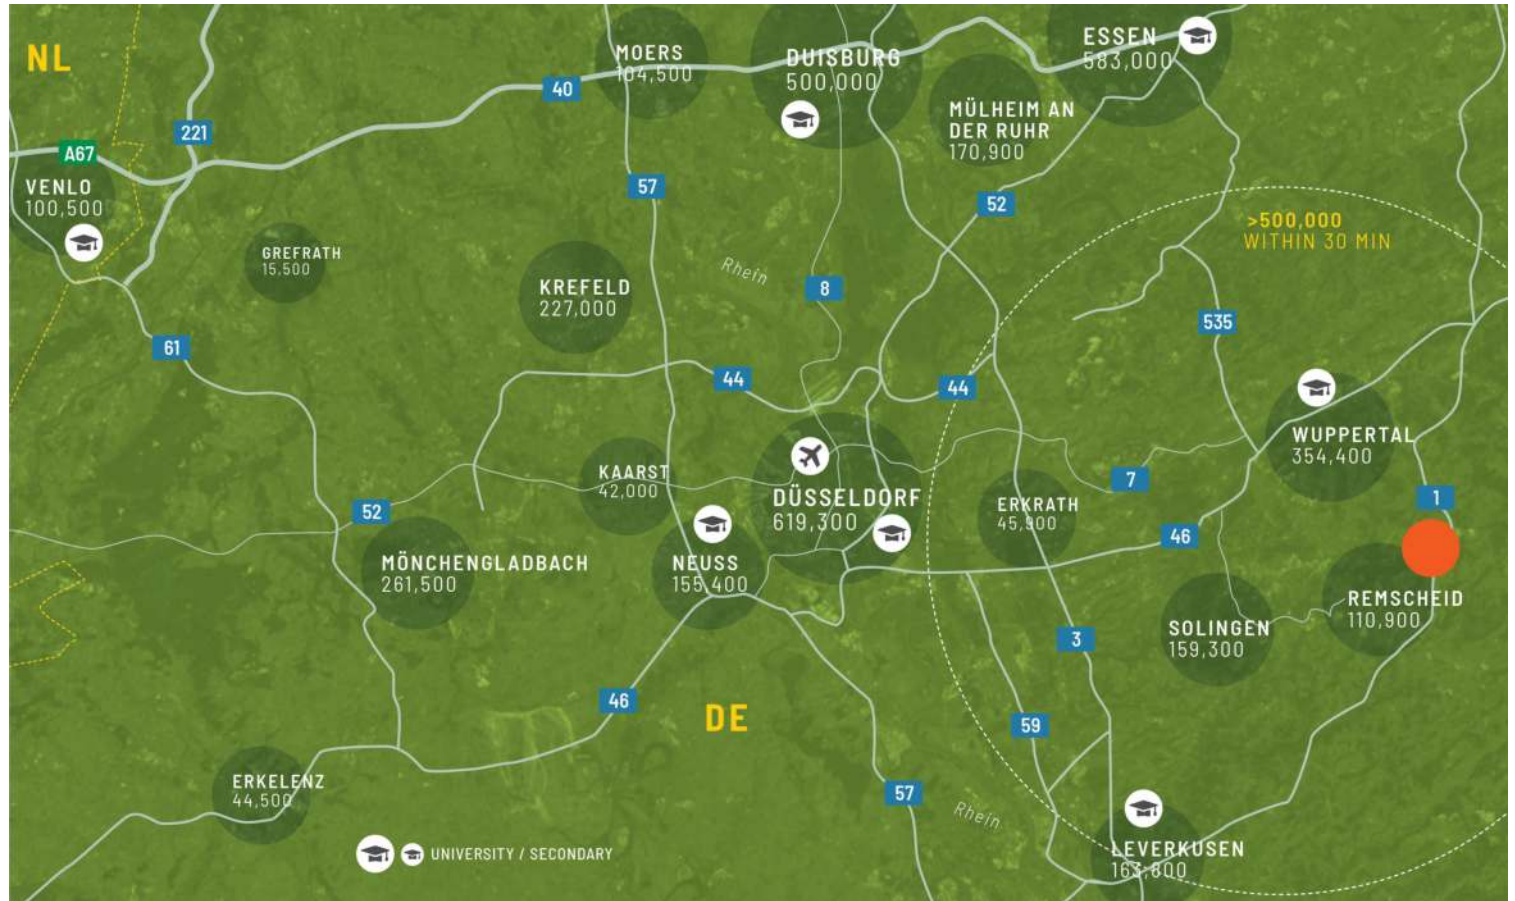 NL
MOERS
104,500
DUISBURG
500,000
ESSEN
583,000
40
MÜLHEIM AN
DER RUHR
170,900
221
A67
VENLO
100,500
57
52
>500,000
WITHIN 30 MIN
GREFRATH
15,500
KREFELD
227,000
Rhein
8
535
61
44
44
WUPPERTAL
354,400
KAARST
42,000
DÜSSELDORF
619,300
7
ERKRATH
45,900
1
52
46
MÖNCHENGLADBACH
261,500
NEUSS
155,400
REMSCHEID
110,900
SOLINGEN
159,300
3
46
DE
59
ERKELENZ
44,500
57
Rhein
UNIVERSITY / SECONDARY
LEVERKUSEN
163,800